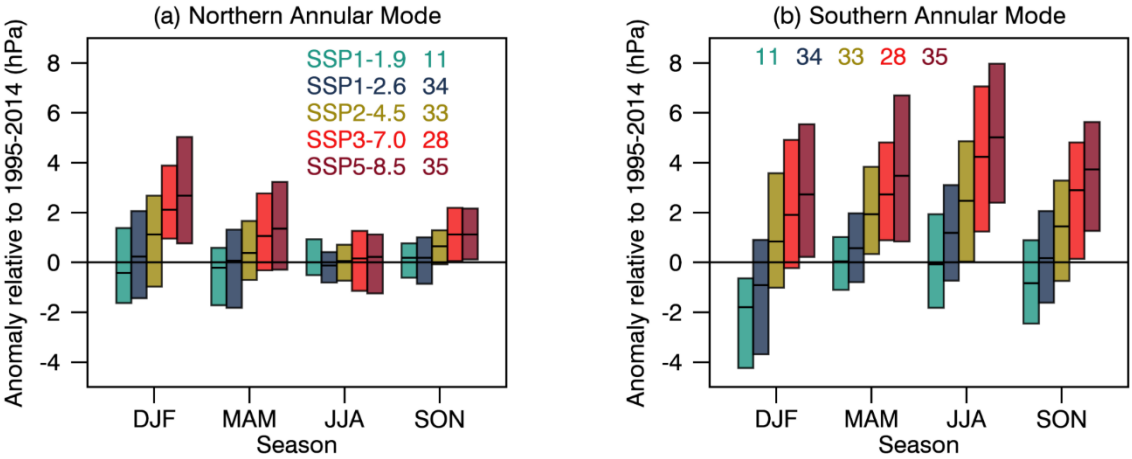 (a) Northern Annular Mode
Anomaly relative to 1995-2014 (hPa)
8
6
4
2
0
-2
-4
SSP1-1.9 11
SSP1-2.6 34
SSP2-4.5 33
SSP3-7.0 28
SSP5-8.5 35
DJF MAM JJA SON
Season
(b) Southern Annular Mode
Anomaly relative to 1995-2014 (hPa)
8
6
4
2
0
-2
-4
11 34 33 28 35
DJF MAM JJA SON
Season